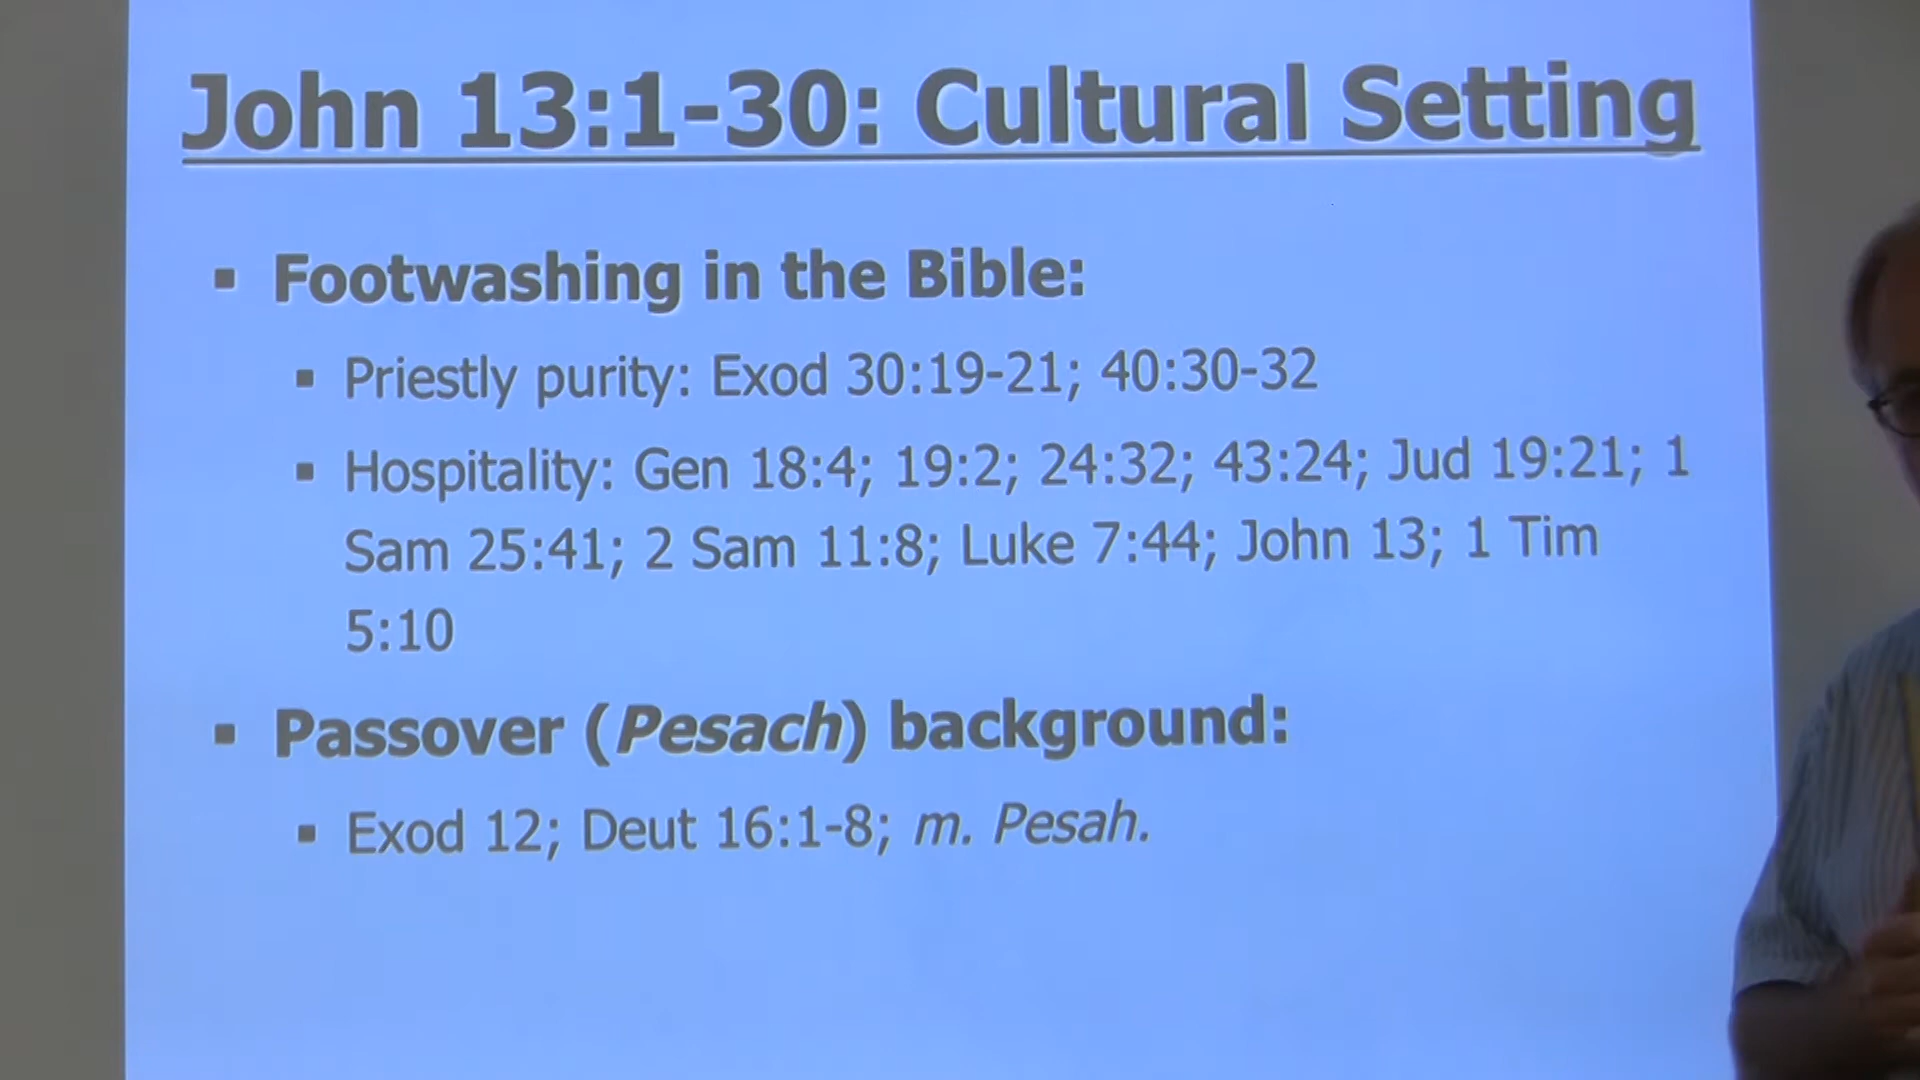 John 13:1-30: Cultural Setting
▪ Footwashing in the Bible:
▪ Priestly purity: Exod 30:19-21; 40:30-32
▪ Hospitality: Gen 18:4; 19:2; 24:32; 43:24; Jud 19:21; 1
Sam 25:41; 2 Sam 11:8; Luke 7:44; John 13; 1 Tim
5:10
▪ Passover (Pesach) background:
▪ Exod 12; Deut 16:1-8; m. Pesah.